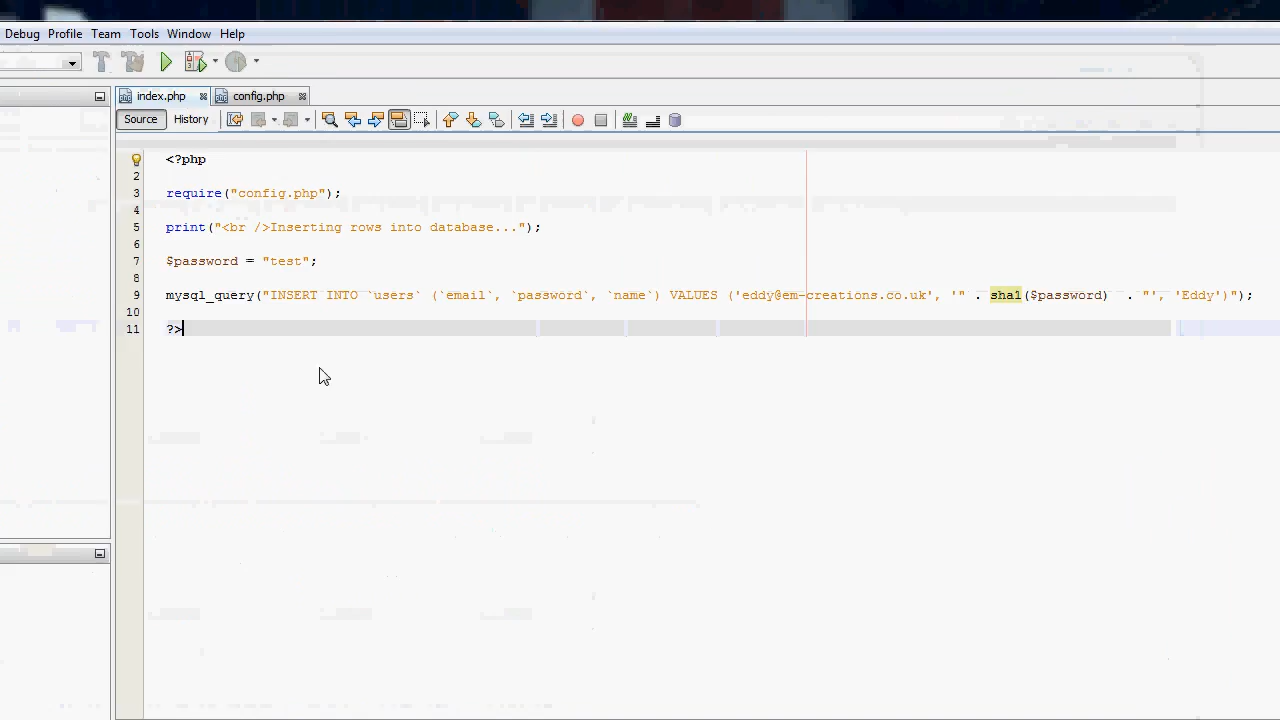 Debug Profile Team Tools Window Help
index.php config.php
Source History
<?php
2
3 require("config.php");
4
5 print("<br />Inserting rows into database...");
6
7 $password = "test";
8
9 mysql_query("INSERT INTO `users` (`email`, `password`, `name`) VALUES ('eddy@em-creations.co.uk', '" . sha1($password) . "', 'Eddy')");
10
11 ?>